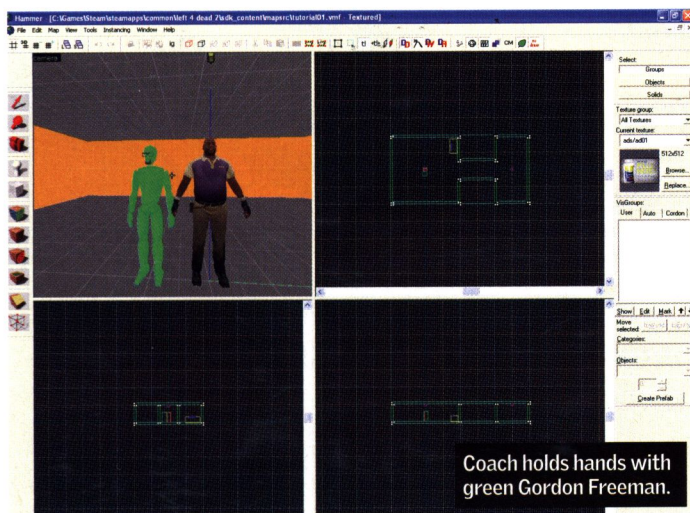 Hammer - [C:\Games\Steam\steamapps\common\left 4 dead 2\sdk_content\mapsrc\tutorial01.vmf - Textured]
File Edit Map View Tools Instancing Window Help
Select:
Groups
Objects
Solids
Texture group:
All Textures
Current texture:
ads/ad01
512x512
Browse...
Replace...
VisGroups:
User Auto Cordon
Show Edit Mark
Move
selected:
Categories:
Objects:
Create Prefab
Coach holds hands with
green Gordon Freeman.